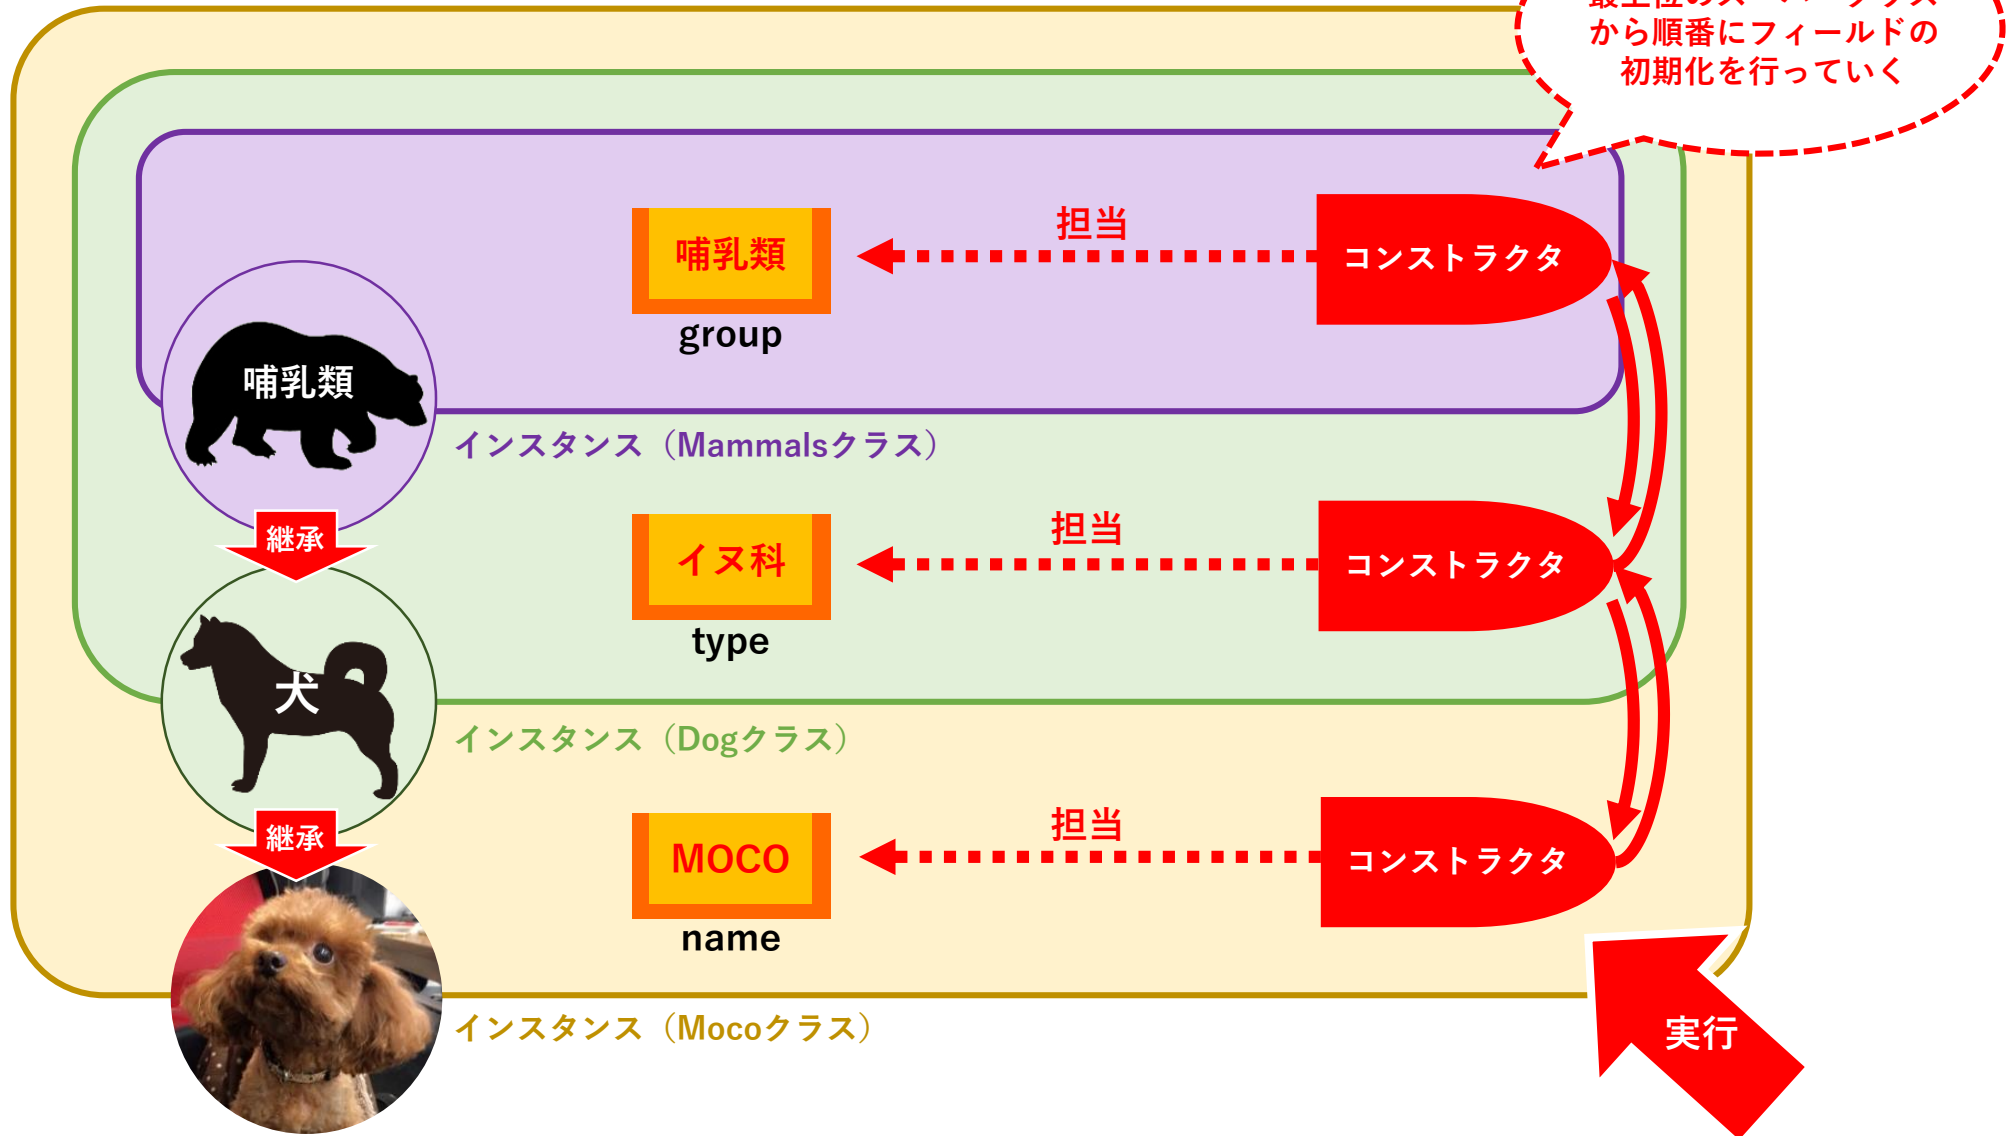 から順番にフィールドの
初期化を行っていく
哺乳類
担当
コンストラクタ
group
哺乳類
インスタンス（Mammalsクラス）
継承
イヌ科
担当
コンストラクタ
type
犬
インスタンス（Dogクラス）
継承
MOCO
担当
コンストラクタ
name
インスタンス（Mocoクラス）
実行